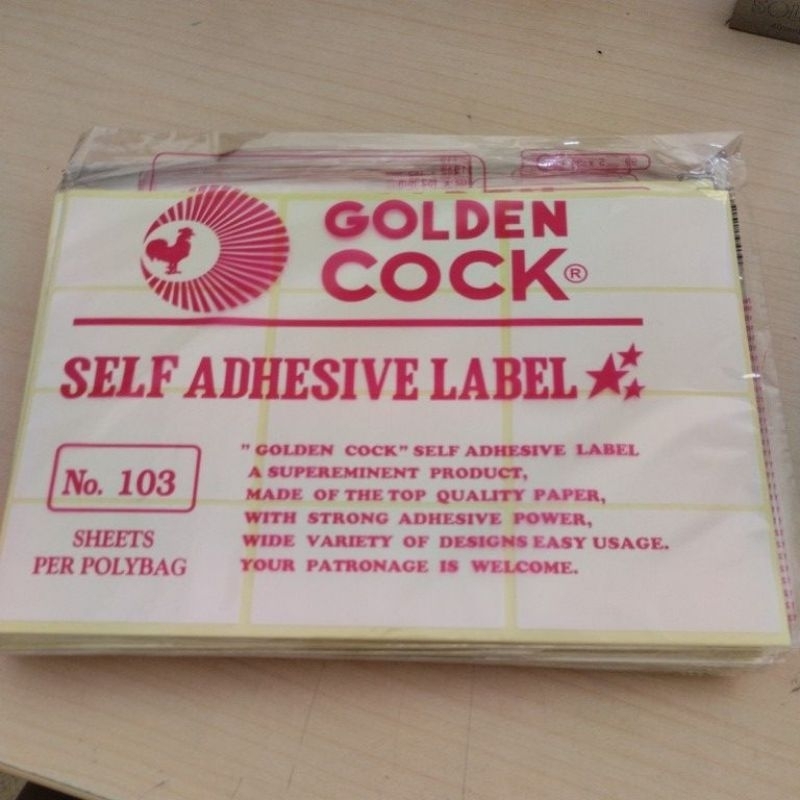 GOLDEN
COCK®
SELF ADHESIVE LABEL
No. 103
SHEETS
PER POLYBAG
" GOLDEN COCK" SELF ADHESIVE LABEL
A SUPEREMINENT PRODUCT,
MADE OF THE TOP QUALITY PAPER,
WITH STRONG ADHESIVE POWER,
WIDE VARIETY OF DESIGNS EASY USAGE.
YOUR PATRONAGE IS WELCOME.